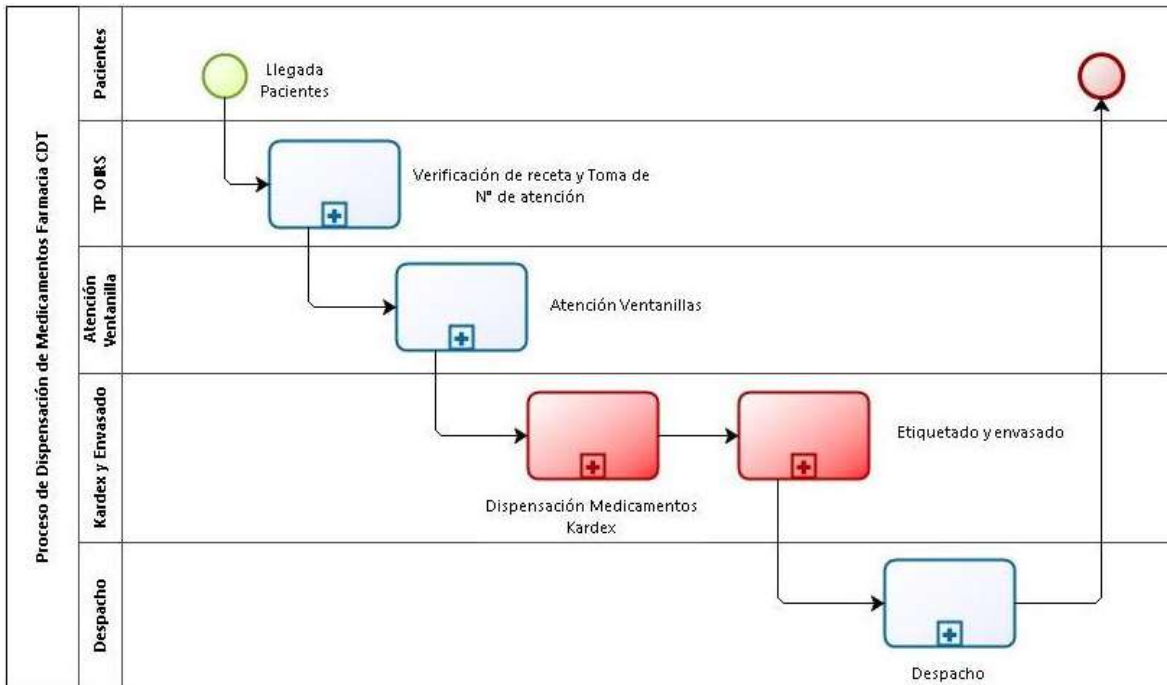 Proceso de Dispensación de Medicamentos Farmacia CDT
Pacientes
Llegada
Pacientes
TP OIRS
Verificación de receta y Toma de
N° de atención
Atención
Ventanilla
Atención Ventanillas
Kardex y Envasado
Dispensación Medicamentos
Kardex
Etiquetado y envasado
Despacho
Despacho